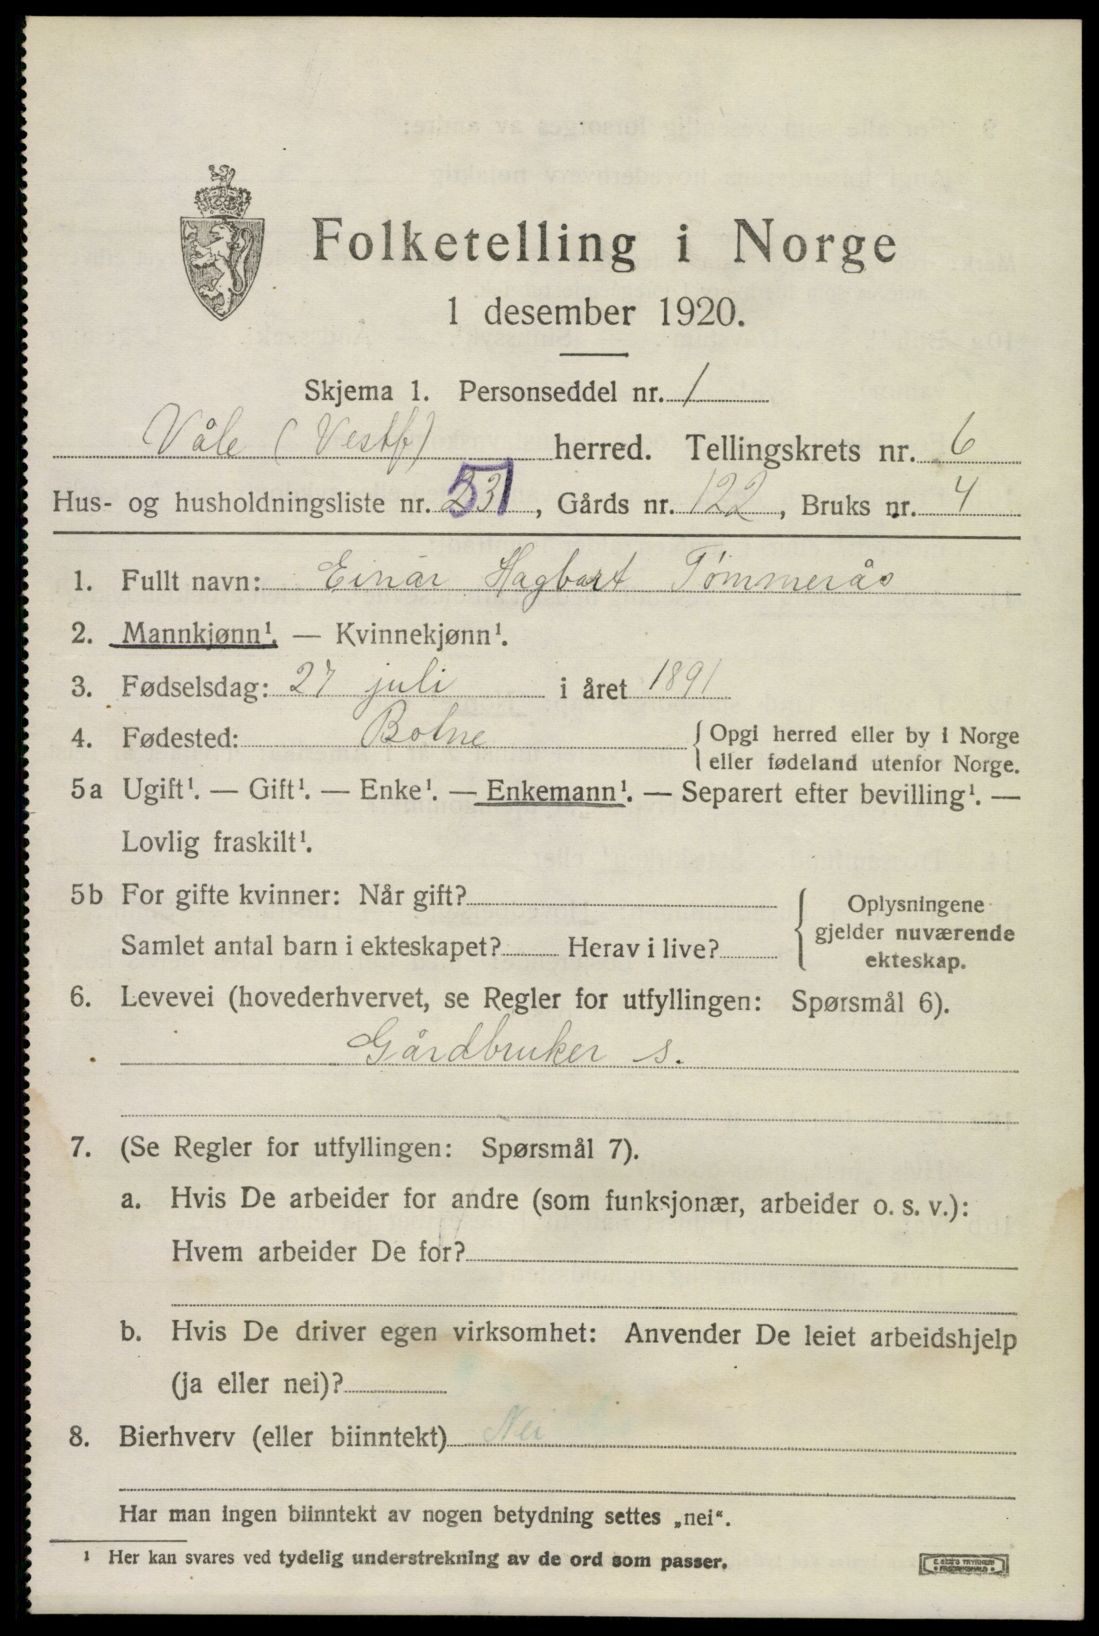 Folketelling i Norge
1 desember 1920.
Skjema 1. Personseddel nr. 1
Våle (Vestf) herred. Tellingskrets nr. 6
Hus- og husholdningsliste nr. 51, Gårds nr. 122, Bruks nr. 4
1. Fullt navn: Einar Hagbart Tømmerås
2. Mannkjønn¹. — Kvinnekjønn¹.
3. Fødselsdag: 27 juli i året 1891
4. Fødested: Botne { Opgi herred eller by i Norge
eller fødeland utenfor Norge.
5a Ugift¹. — Gift¹. — Enke¹. — Enkemann¹. — Separert efter bevilling¹. —
Lovlig fraskilt¹.
5b For gifte kvinner: Når gift?
Samlet antal barn i ekteskapet? Herav i live?
{ Oplysningene
gjelder nuværende
ekteskap.
6. Levevei (hovederhvervet, se Regler for utfyllingen: Spørsmål 6).
Gårdbruker s.
7. (Se Regler for utfyllingen: Spørsmål 7).
a. Hvis De arbeider for andre (som funksjonær, arbeider o. s. v.):
Hvem arbeider De for?
b. Hvis De driver egen virksomhet: Anvender De leiet arbeidshjelp
(ja eller nei)?
8. Bierhverv (eller biinntekt) Nei
Har man ingen biinntekt av nogen betydning settes „nei“.
¹ Her kan svares ved tydelig understrekning av de ord som passer.